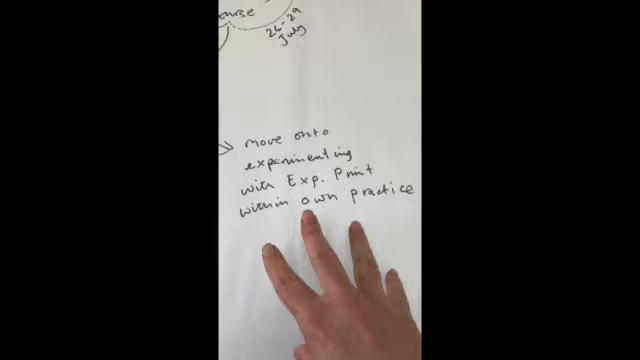 26-29
July
move onto
experimenting
with Exp. Print
within own practice